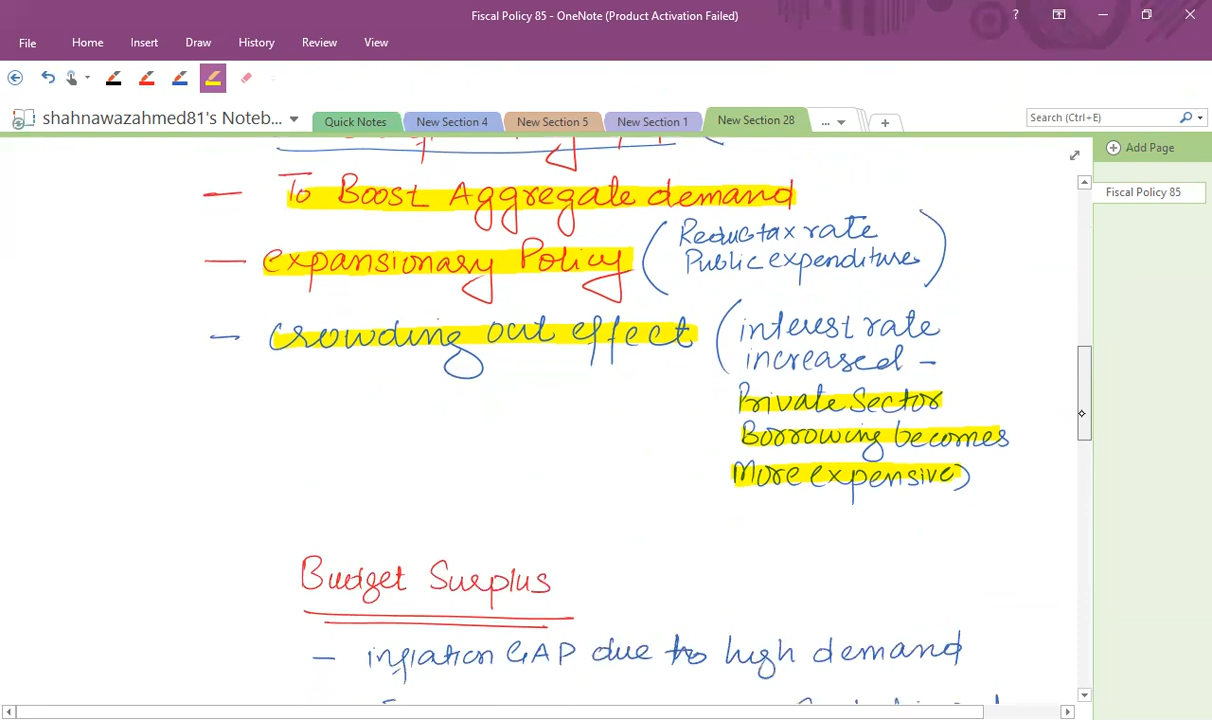 Fiscal Policy 85 - OneNote (Product Activation Failed)
?
File Home Insert Draw History Review View
shahnawazahmed81's Noteb... Quick Notes New Section 4 New Section 5 New Section 1 New Section 28 ... + Search (Ctrl+E)
Add Page
Fiscal Policy 85
— To Boost Aggregate demand
— expansionary Policy (Reduc tax rate
Public expenditure)
— Crowding out effect (interest rate
increased —
Private Sector
Borrowing becomes
More expensive)
Budget Surplus
— inflation GAP due to high demand